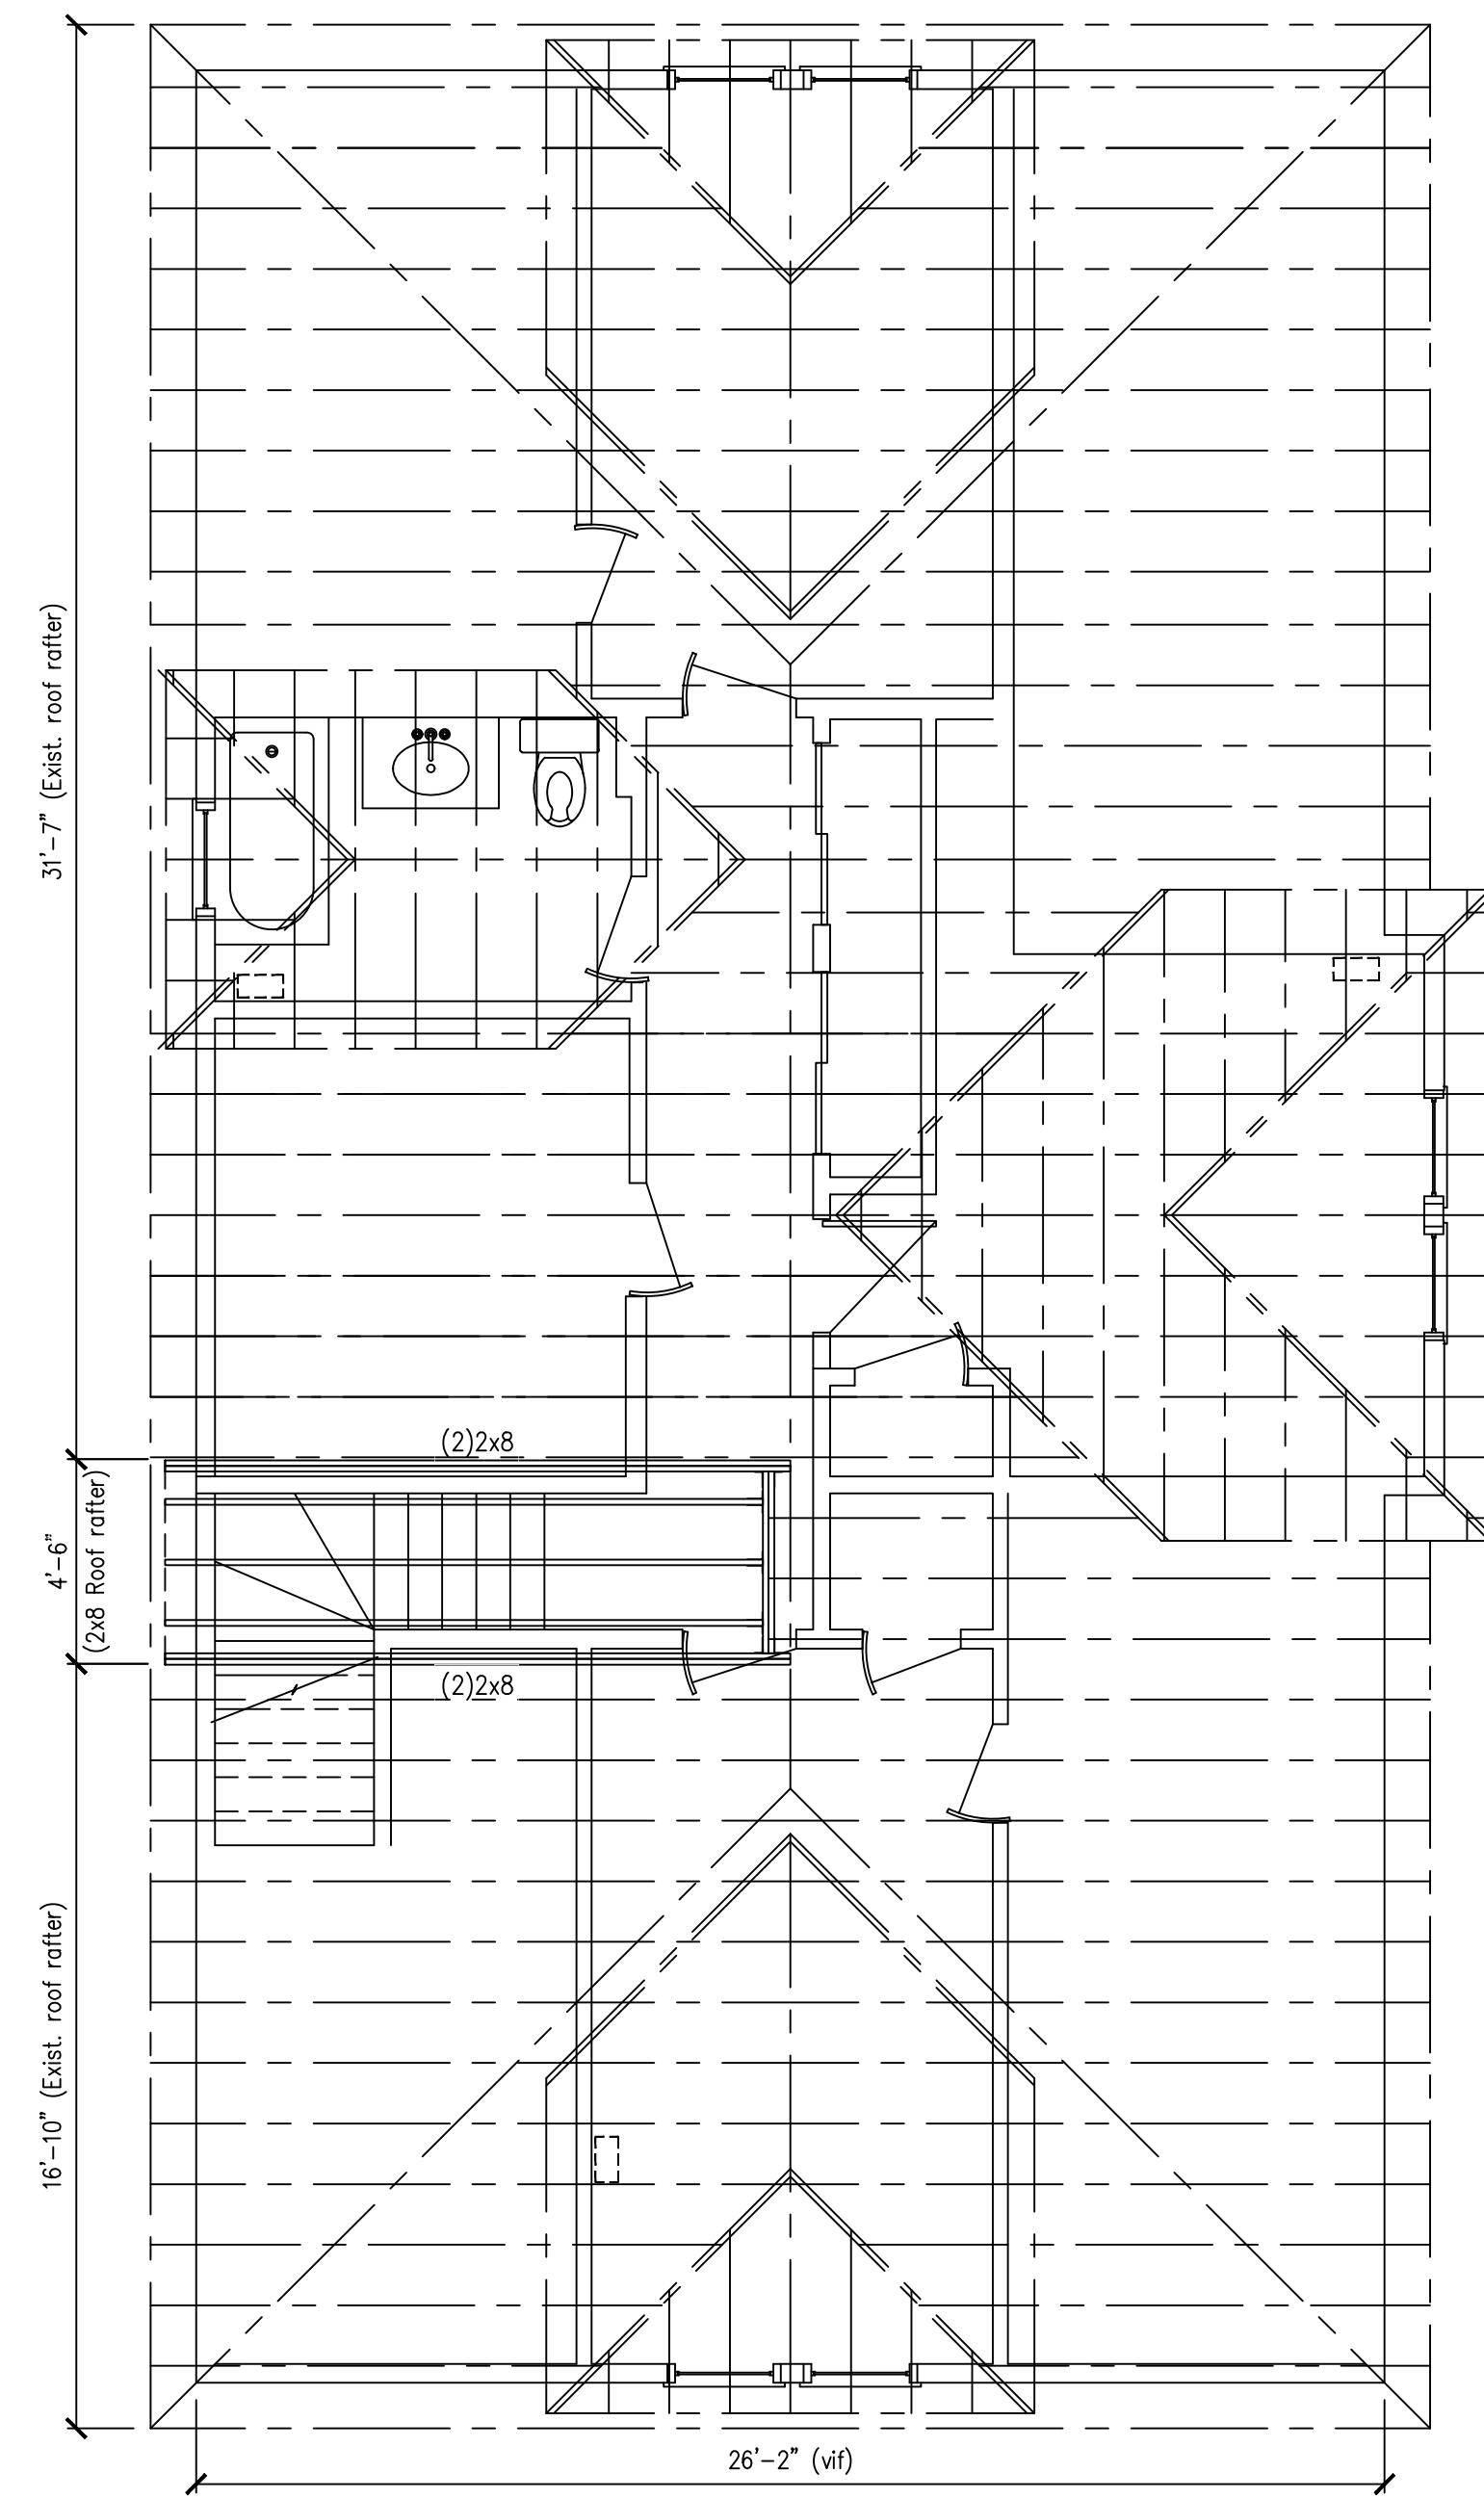 31'-7" (Exist. roof rafter)
(2)2x8
4'-6"
(2x8 Roof rafter)
(2)2x8
16'-10" (Exist. roof rafter)
26'-2" (vif)